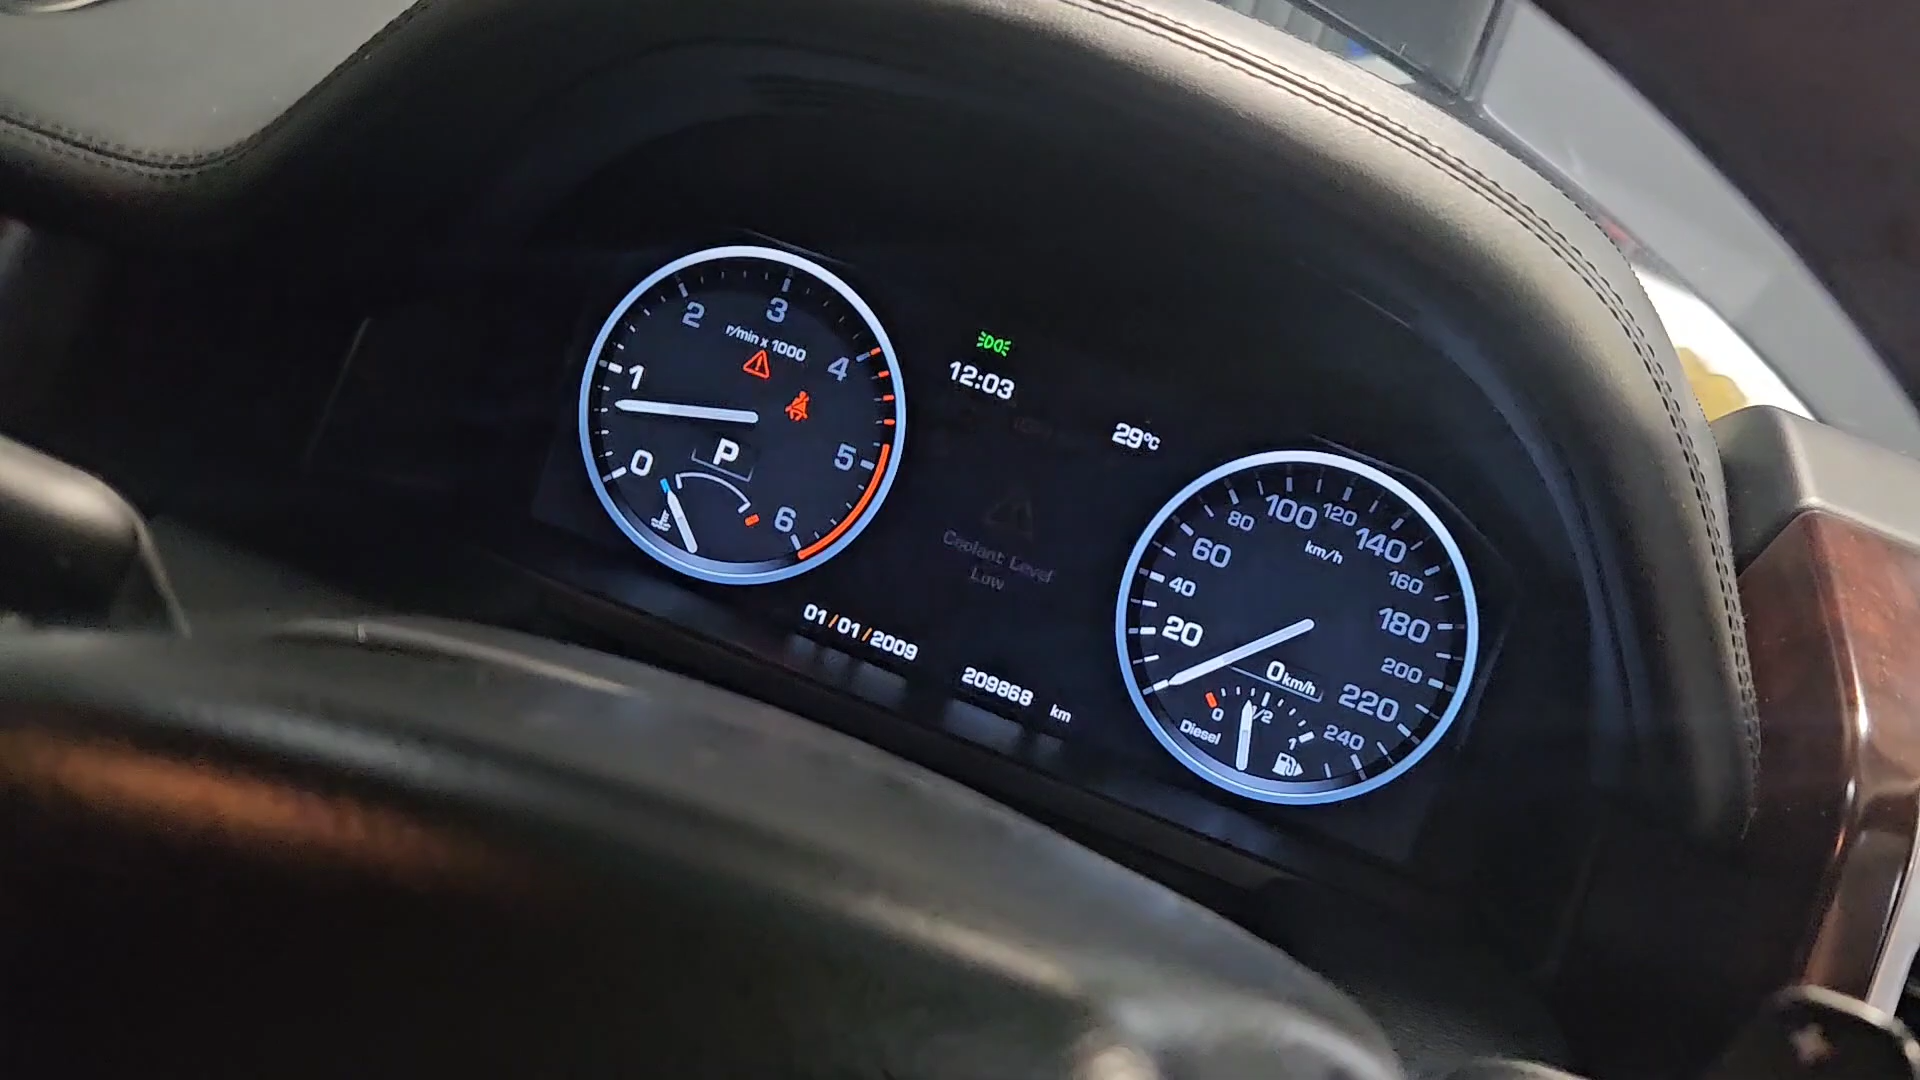 0
1
2
3
4
5
6
r/min x 1000
P
12:03
29°C
Coolant Level
Low
01/01/2009
209868 km
20
40
60
80
100
120
140
160
180
200
220
240
km/h
0km/h
0
1/2
1
Diesel